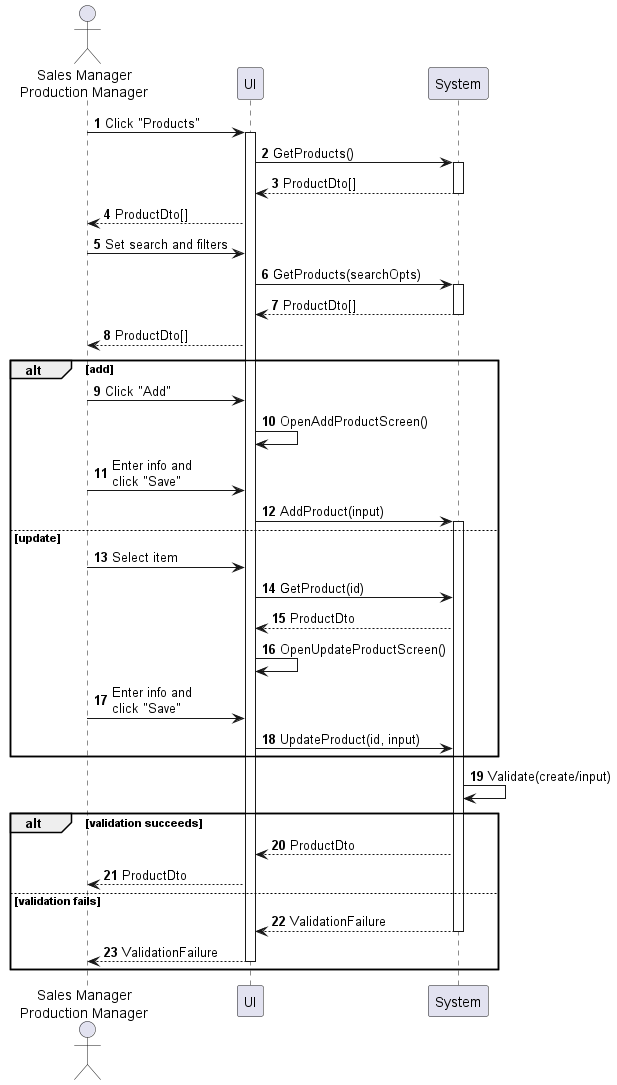 Sales Manager
Production Manager
UI
System
1 Click "Products"
2 GetProducts()
3 ProductDto[]
4 ProductDto[]
5 Set search and filters
6 GetProducts(searchOpts)
7 ProductDto[]
8 ProductDto[]
alt [add]
9 Click "Add"
10 OpenAddProductScreen()
11 Enter info and
click "Save"
12 AddProduct(input)
[update]
13 Select item
14 GetProduct(id)
15 ProductDto
16 OpenUpdateProductScreen()
17 Enter info and
click "Save"
18 UpdateProduct(id, input)
19 Validate(create/input)
alt [validation succeeds]
20 ProductDto
21 ProductDto
[validation fails]
22 ValidationFailure
23 ValidationFailure
Sales Manager
Production Manager
UI
System